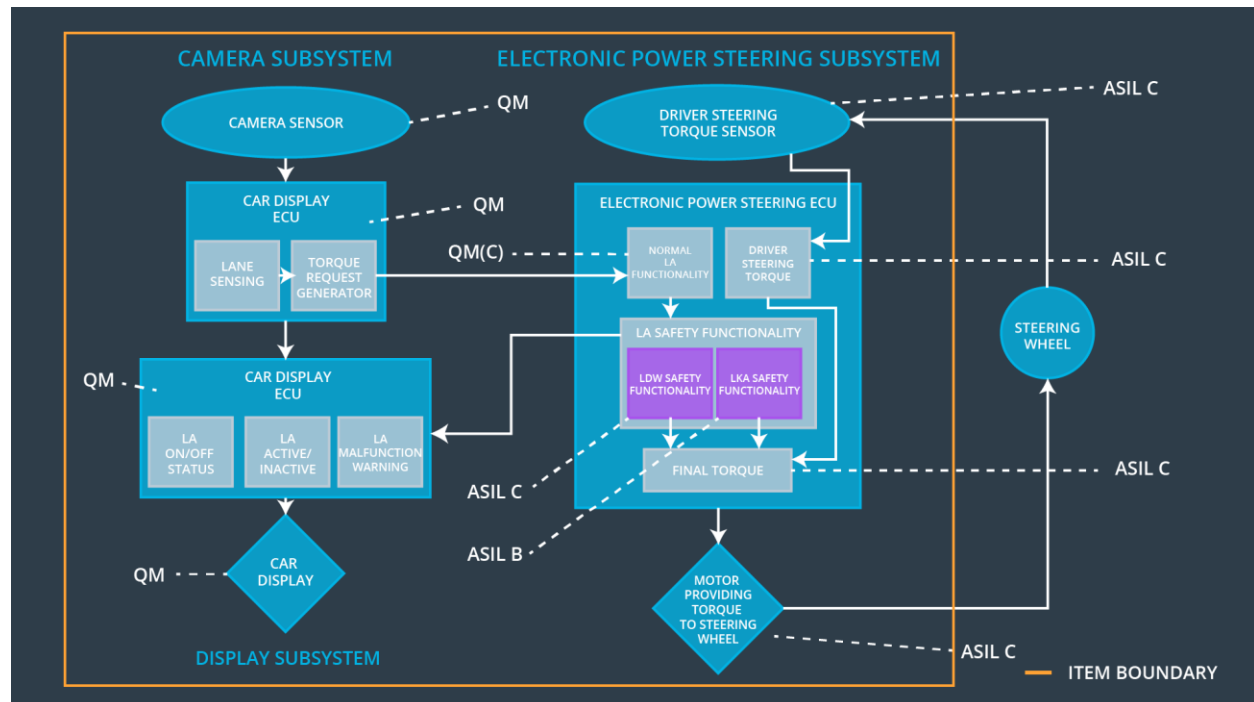 CAMERA SUBSYSTEM
ELECTRONIC POWER STEERING SUBSYSTEM
CAMERA SENSOR
QM
DRIVER STEERING
TORQUE SENSOR
ASIL C
CAR DISPLAY
ECU
QM
LANE
SENSING
TORQUE
REQUEST
GENERATOR
ELECTRONIC POWER STEERING ECU
QM(C)
NORMAL
LA
FUNCTIONALITY
DRIVER
STEERING
TORQUE
ASIL C
LA SAFETY FUNCTIONALITY
LDW SAFETY
FUNCTIONALITY
LKA SAFETY
FUNCTIONALITY
STEERING
WHEEL
QM
CAR DISPLAY
ECU
LA
ON/OFF
STATUS
LA
ACTIVE/
INACTIVE
LA
MALFUNCTION
WARNING
FINAL TORQUE
ASIL C
ASIL C
ASIL B
QM
CAR
DISPLAY
MOTOR
PROVIDING
TORQUE
TO STEERING
WHEEL
ASIL C
DISPLAY SUBSYSTEM
ITEM BOUNDARY